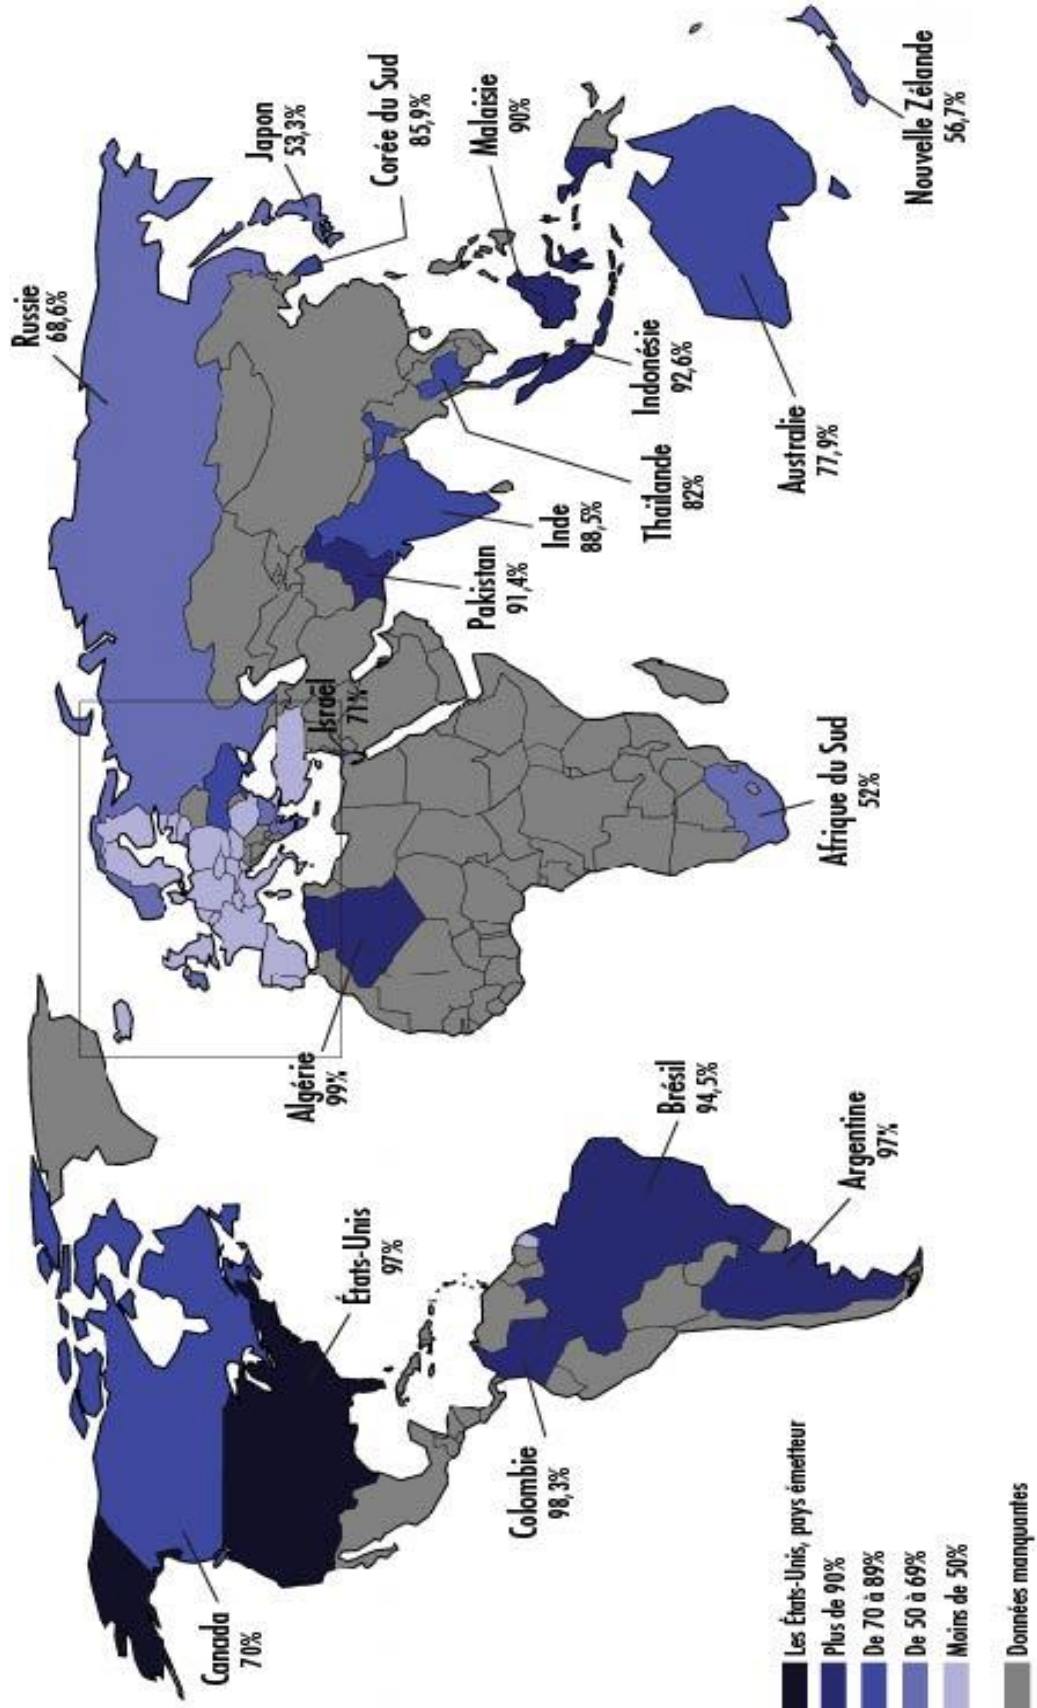 Russie
68,6%
Japon
53,3%
Corée du Sud
85,9%
Malaisie
90%
Nouvelle Zélande
56,7%
Indonésie
92,6%
Australie
77,9%
Thaïlande
82%
Inde
88,5%
Pakistan
91,4%
Israël
71%
Afrique du Sud
52%
Algérie
99%
Brésil
94,5%
Argentine
97%
États-Unis
97%
Colombie
98,3%
Canada
70%
Les États-Unis, pays émetteur
Plus de 90%
De 70 à 89%
De 50 à 69%
Moins de 50%
Données manquantes